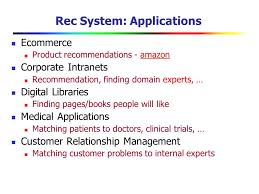 Rec System: Applications
Ecommerce
Product recommendations - amazon
Corporate Intranets
Recommendation, finding domain experts, …
Digital Libraries
Finding pages/books people will like
Medical Applications
Matching patients to doctors, clinical trials, …
Customer Relationship Management
Matching customer problems to internal experts